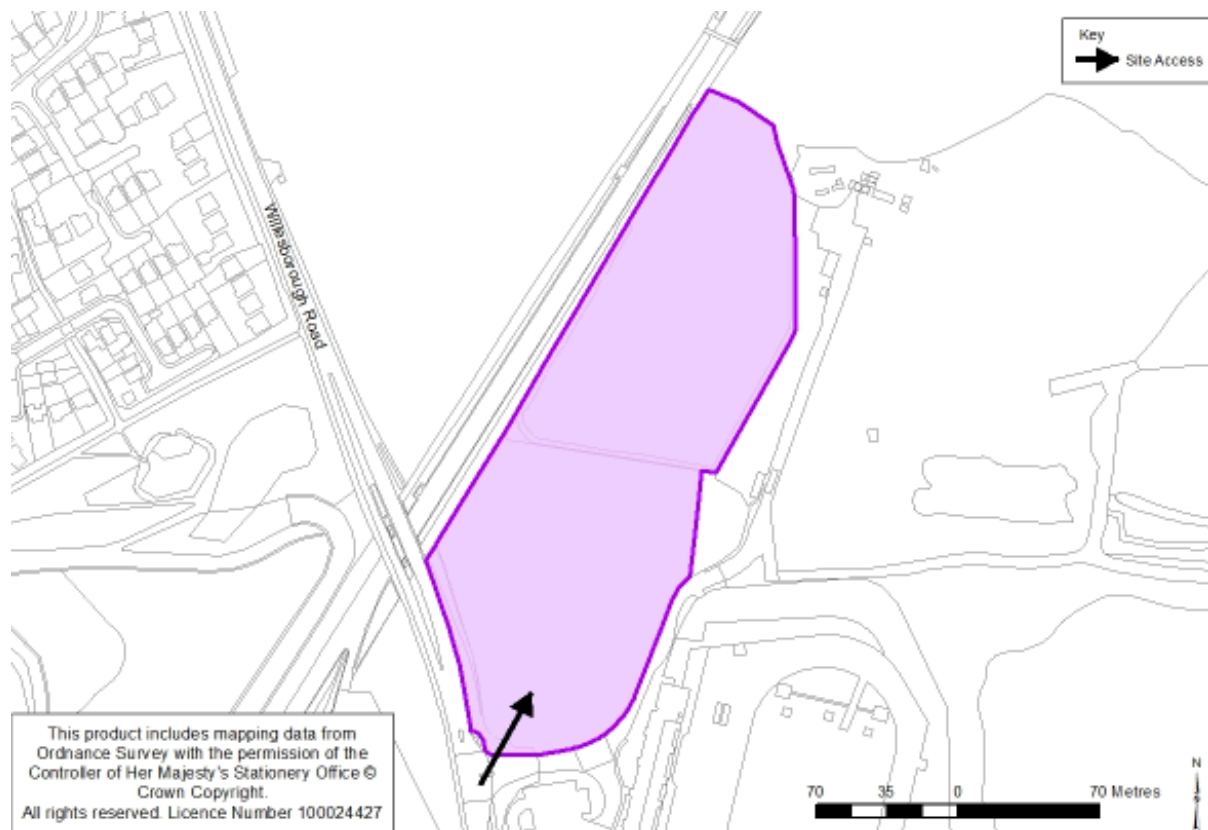 Key
Site Access
Willesborough Road
This product includes mapping data from
Ordnance Survey with the permission of the
Controller of Her Majesty's Stationery Office ©
Crown Copyright.
All rights reserved. Licence Number 100024427
70 35 0 70 Metres
N